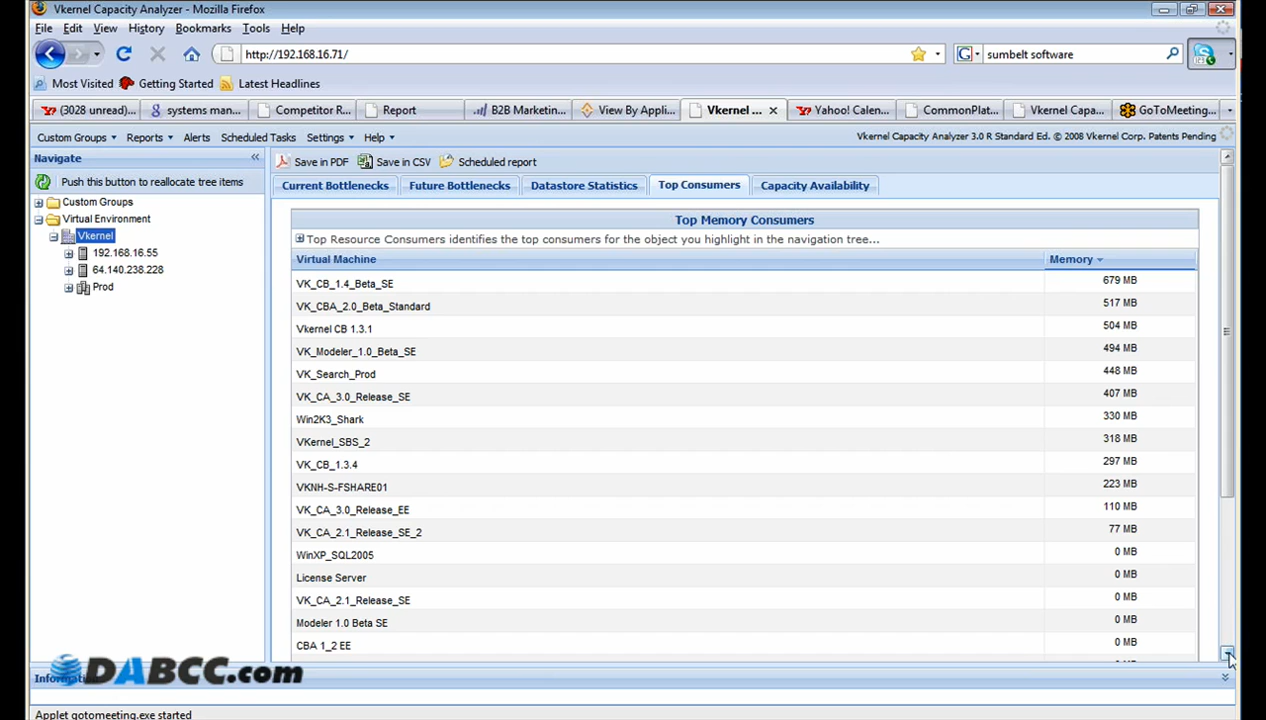 Vkernel Capacity Analyzer - Mozilla Firefox
File Edit View History Bookmarks Tools Help
http://192.168.16.71/
sumbelt software
Most Visited Getting Started Latest Headlines
(3028 unread)... systems man... Competitor R... Report B2B Marketin... View By Appli... Vkernel ... Yahoo! Calen... CommonPlat... Vkernel Capa... GoToMeeting...
Custom Groups Reports Alerts Scheduled Tasks Settings Help Vkernel Capacity Analyzer 3.0 R Standard Ed. © 2008 Vkernel Corp. Patents Pending
Navigate
Save in PDF Save in CSV Scheduled report
Push this button to reallocate tree items
Current Bottlenecks Future Bottlenecks Datastore Statistics Top Consumers Capacity Availability
Custom Groups
Virtual Environment
Vkernel
192.168.16.55
64.140.238.228
Prod
Top Memory Consumers
Top Resource Consumers identifies the top consumers for the object you highlight in the navigation tree...
Virtual Machine Memory
VK_CB_1.4_Beta_SE 679 MB
VK_CBA_2.0_Beta_Standard 517 MB
Vkernel CB 1.3.1 504 MB
VK_Modeler_1.0_Beta_SE 494 MB
VK_Search_Prod 448 MB
VK_CA_3.0_Release_SE 407 MB
Win2K3_Shark 330 MB
VKernel_SBS_2 318 MB
VK_CB_1.3.4 297 MB
VKNH-S-FSHARE01 223 MB
VK_CA_3.0_Release_EE 110 MB
VK_CA_2.1_Release_SE_2 77 MB
WinXP_SQL2005 0 MB
License Server 0 MB
VK_CA_2.1_Release_SE 0 MB
Modeler 1.0 Beta SE 0 MB
CBA 1_2 EE 0 MB
DABCC.com
Applet gotomeeting.exe started